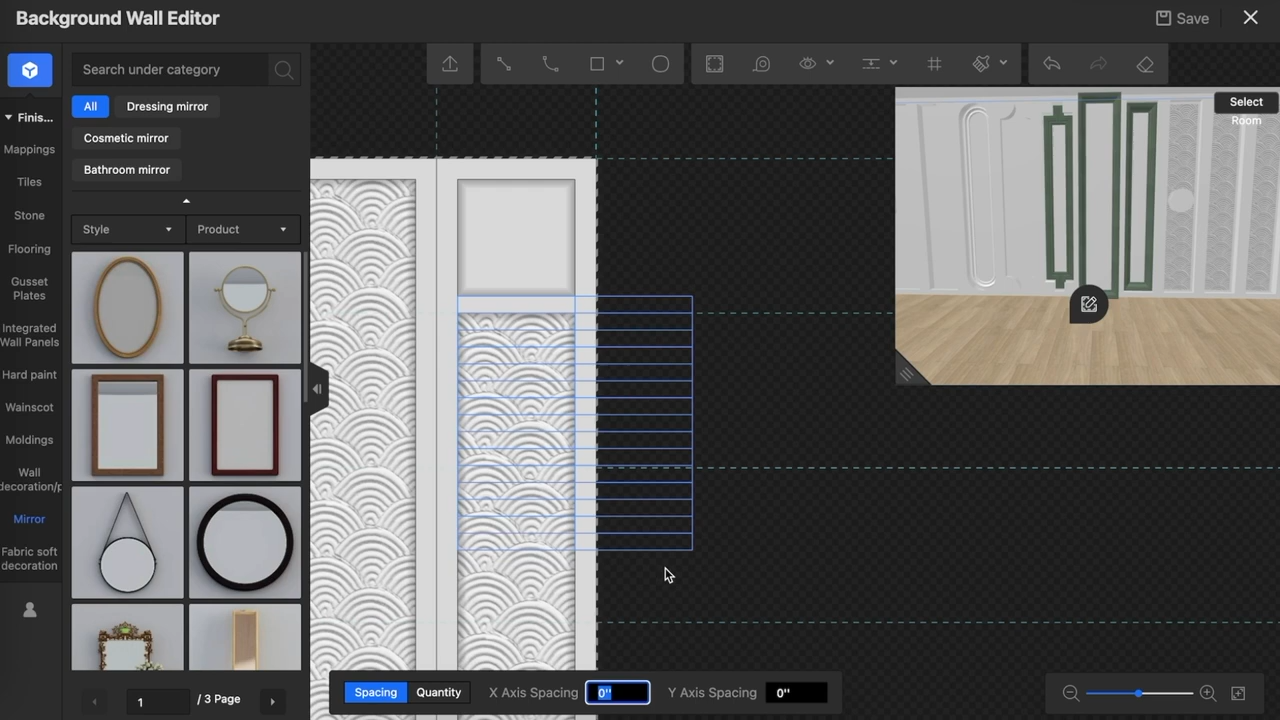 Background Wall Editor
Save
Search under category
All
Dressing mirror
Cosmetic mirror
Bathroom mirror
Style
Product
Finis...
Mappings
Tiles
Stone
Flooring
Gusset
Plates
Integrated
Wall Panels
Hard paint
Wainscot
Moldings
Wall
decoration/p
Mirror
Fabric soft
decoration
1
/ 3 Page
Select
Room
Spacing
Quantity
X Axis Spacing
0''
Y Axis Spacing
0''